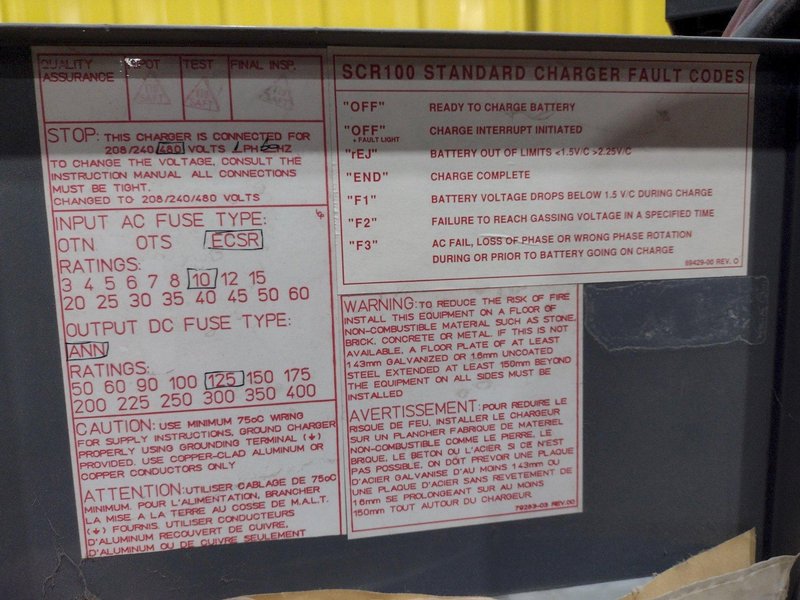 QUALITY
ASSURANCE
SPOT
TEST
FINAL INSP.
STOP: THIS CHARGER IS CONNECTED FOR
208/240/480 VOLTS 1 PH 60 HZ
TO CHANGE THE VOLTAGE, CONSULT THE
INSTRUCTION MANUAL ALL CONNECTIONS
MUST BE TIGHT.
CHANGED TO 208/240/480 VOLTS
INPUT AC FUSE TYPE:
OTN OTS ECSR
RATINGS:
3 4 5 6 7 8 10 12 15
20 25 30 35 40 45 50 60
OUTPUT DC FUSE TYPE:
ANN
RATINGS:
50 60 90 100 125 150 175
200 225 250 300 350 400
CAUTION: USE MINIMUM 75oC WIRING
FOR SUPPLY INSTRUCTIONS, GROUND CHARGER
PROPERLY USING GROUNDING TERMINAL (⏚)
PROVIDED. USE COPPER-CLAD ALUMINUM OR
COPPER CONDUCTORS ONLY
ATTENTION: UTILISER CABLAGE DE 75oC
MINIMUM. POUR L'ALIMENTATION, BRANCHER
LA MISE A LA TERRE AU COSSE DE M.A.L.T.
(⏚) FOURNIS. UTILISER CONDUCTEURS
D'ALUMINUM RECOUVERT DE CUIVRE,
D'ALUMINUM OU DE CUIVRE SEULEMENT
SCR100 STANDARD CHARGER FAULT CODES
"OFF" READY TO CHARGE BATTERY
"OFF" CHARGE INTERRUPT INITIATED
+ FAULT LIGHT
"rEJ" BATTERY OUT OF LIMITS <1.5V/C >2.25V/C
"END" CHARGE COMPLETE
"F1" BATTERY VOLTAGE DROPS BELOW 1.5 V/C DURING CHARGE
"F2" FAILURE TO REACH GASSING VOLTAGE IN A SPECIFIED TIME
"F3" AC FAIL, LOSS OF PHASE OR WRONG PHASE ROTATION
DURING OR PRIOR TO BATTERY GOING ON CHARGE
89429-00 REV. O
WARNING: TO REDUCE THE RISK OF FIRE
INSTALL THIS EQUIPMENT ON A FLOOR OF
NON-COMBUSTIBLE MATERIAL SUCH AS STONE,
BRICK, CONCRETE OR METAL. IF THIS IS NOT
AVAILABLE, A FLOOR PLATE OF AT LEAST
1.43mm GALVANIZED OR 1.6mm UNCOATED
STEEL EXTENDED AT LEAST 150mm BEYOND
THE EQUIPMENT ON ALL SIDES MUST BE
INSTALLED
AVERTISSEMENT: POUR REDUIRE LE
RISQUE DE FEU, INSTALLER LE CHARGEUR
SUR UN PLANCHER FABRIQUE DE MATERIEL
NON-COMBUSTIBLE COMME LE PIERRE, LE
BRIQUE, LE BETON OU L'ACIER. SI CE N'EST
PAS POSSIBLE, ON DOIT PREVOIR UNE PLAQUE
D'ACIER GALVANISE D'AU MOINS 1.43mm OU
UNE PLAQUE D'ACIER SANS REVETEMENT DE
1.6mm SE PROLONGEANT SUR AU MOINS
150mm TOUT AUTOUR DU CHARGEUR.
79253-03 REV.00